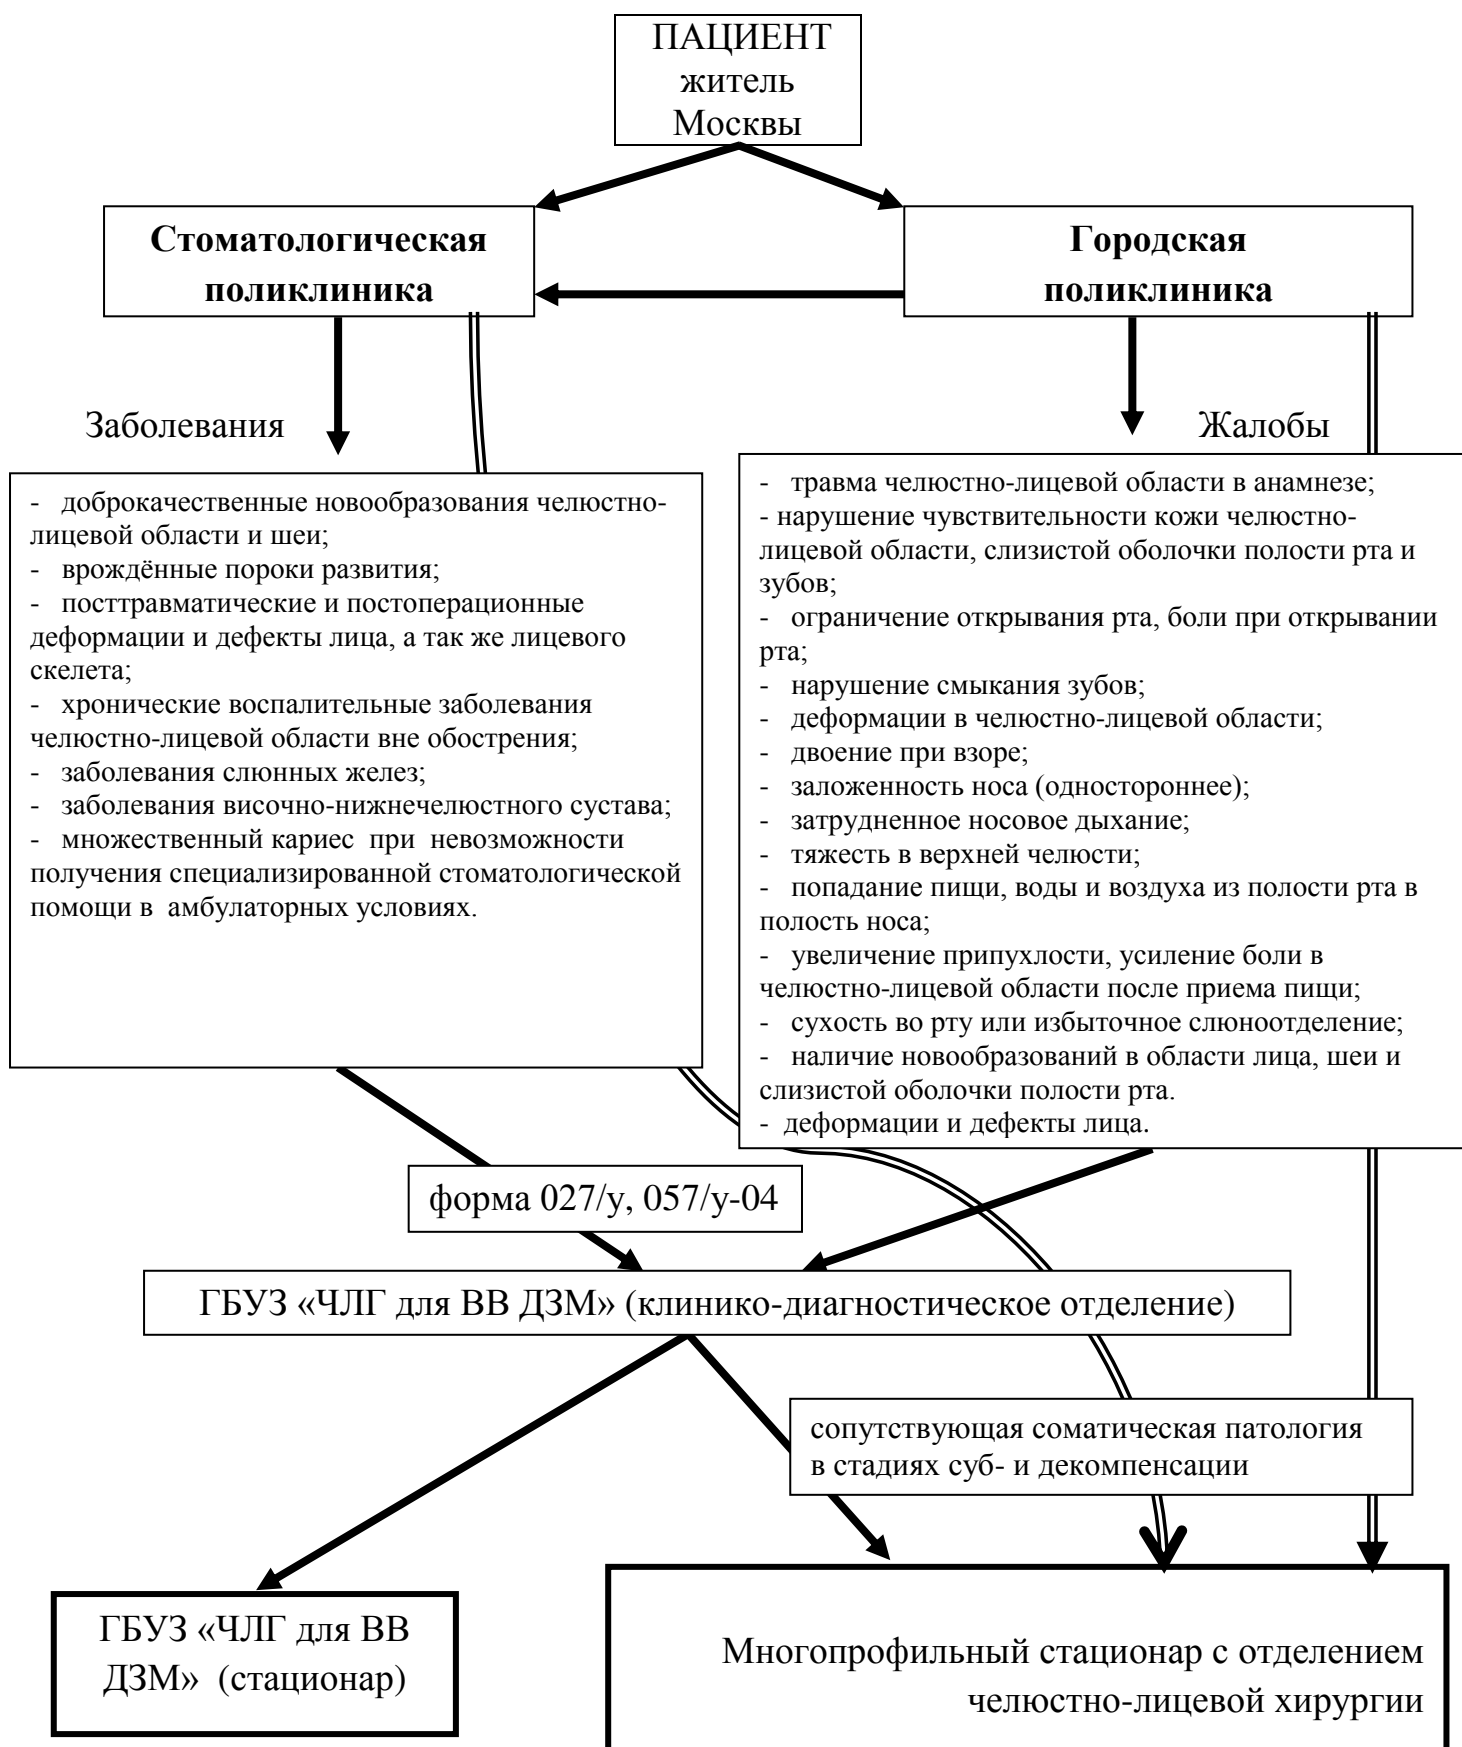 ПАЦИЕНТ
житель
Москвы
Стоматологическая
поликлиника
Городская
поликлиника
Заболевания
Жалобы
- доброкачественные новообразования челюстно-
лицевой области и шеи;
- врождённые пороки развития;
- посттравматические и постоперационные
деформации и дефекты лица, а так же лицевого
скелета;
- хронические воспалительные заболевания
челюстно-лицевой области вне обострения;
- заболевания слюнных желез;
- заболевания височно-нижнечелюстного сустава;
- множественный кариес при невозможности
получения специализированной стоматологической
помощи в амбулаторных условиях.
- травма челюстно-лицевой области в анамнезе;
- нарушение чувствительности кожи челюстно-
лицевой области, слизистой оболочки полости рта и
зубов;
- ограничение открывания рта, боли при открывании
рта;
- нарушение смыкания зубов;
- деформации в челюстно-лицевой области;
- двоение при взоре;
- заложенность носа (одностороннее);
- затрудненное носовое дыхание;
- тяжесть в верхней челюсти;
- попадание пищи, воды и воздуха из полости рта в
полость носа;
- увеличение припухлости, усиление боли в
челюстно-лицевой области после приема пищи;
- сухость во рту или избыточное слюноотделение;
- наличие новообразований в области лица, шеи и
слизистой оболочки полости рта.
- деформации и дефекты лица.
форма 027/у, 057/у-04
ГБУЗ «ЧЛГ для ВВ ДЗМ» (клинико-диагностическое отделение)
сопутствующая соматическая патология
в стадиях суб- и декомпенсации
ГБУЗ «ЧЛГ для ВВ
ДЗМ» (стационар)
Многопрофильный стационар с отделением
челюстно-лицевой хирургии